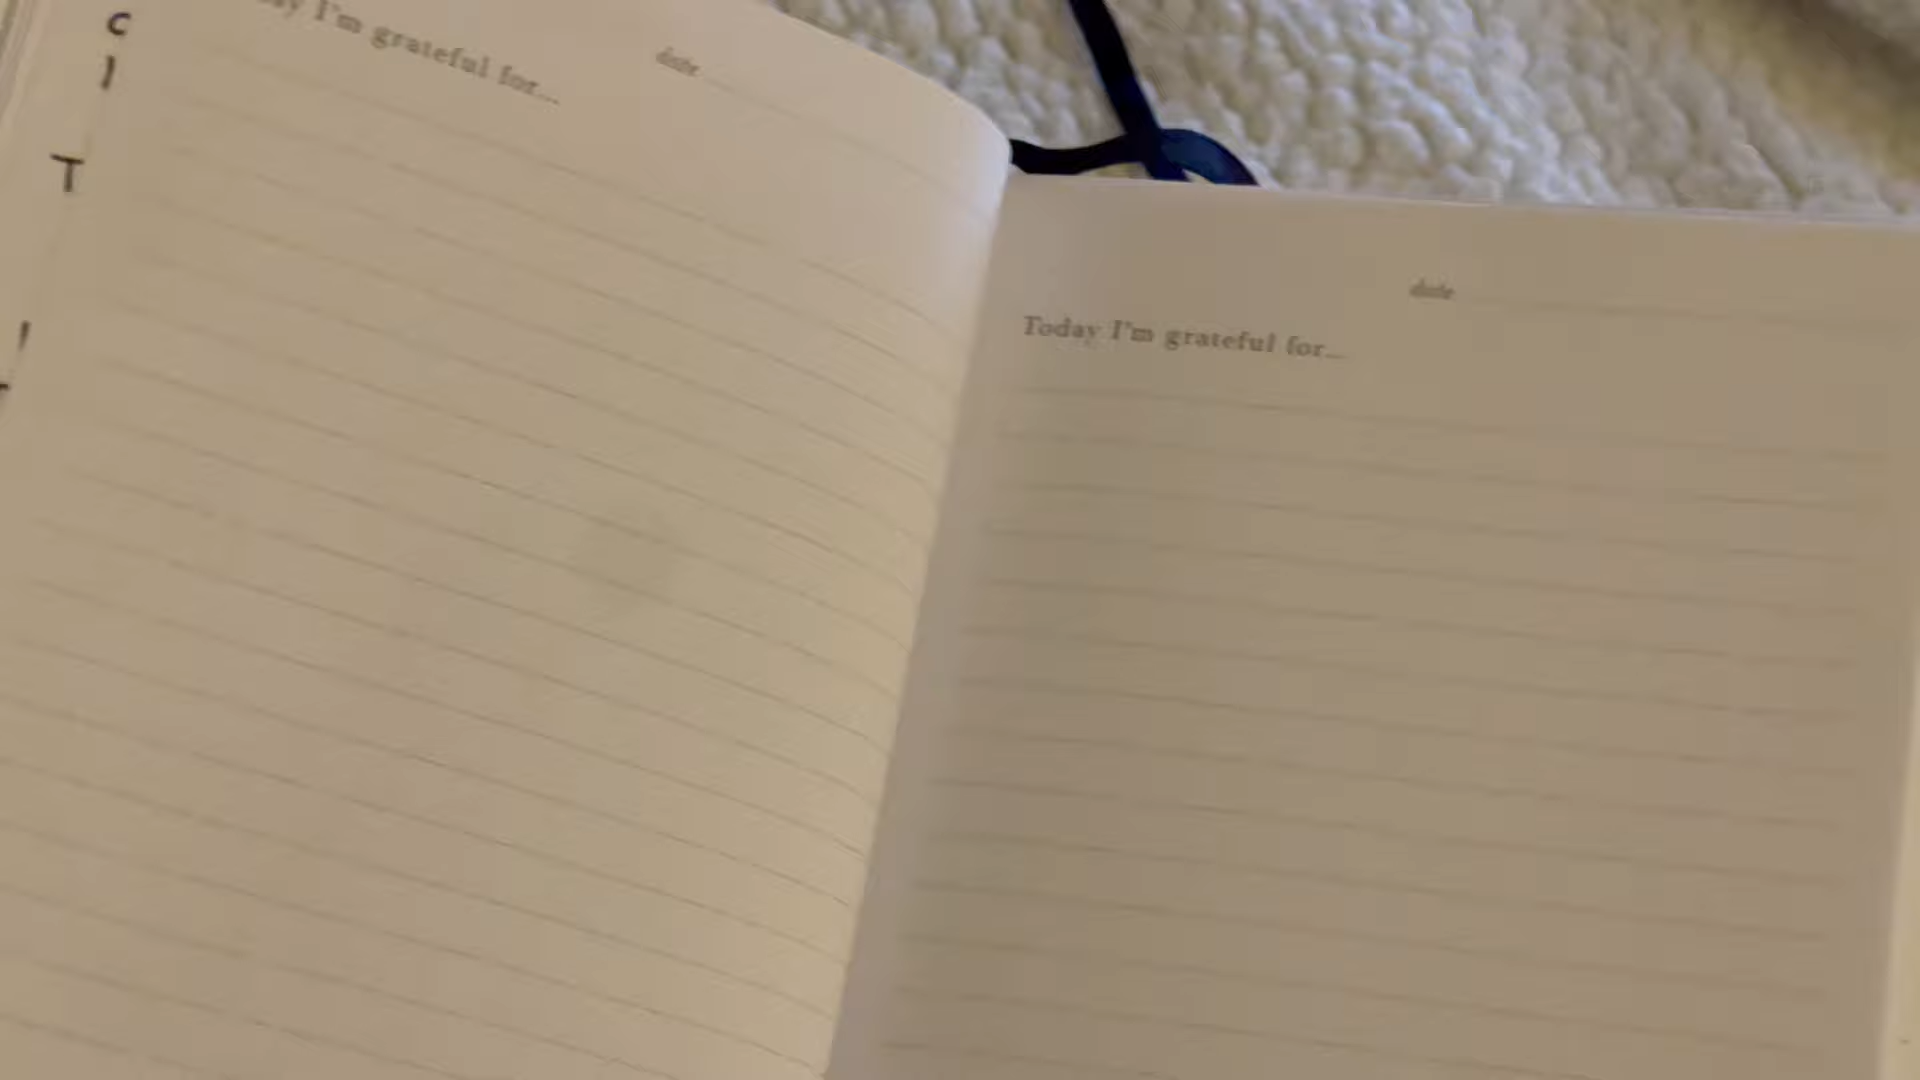 I'm grateful for...
date
date
Today I'm grateful for...
C
T